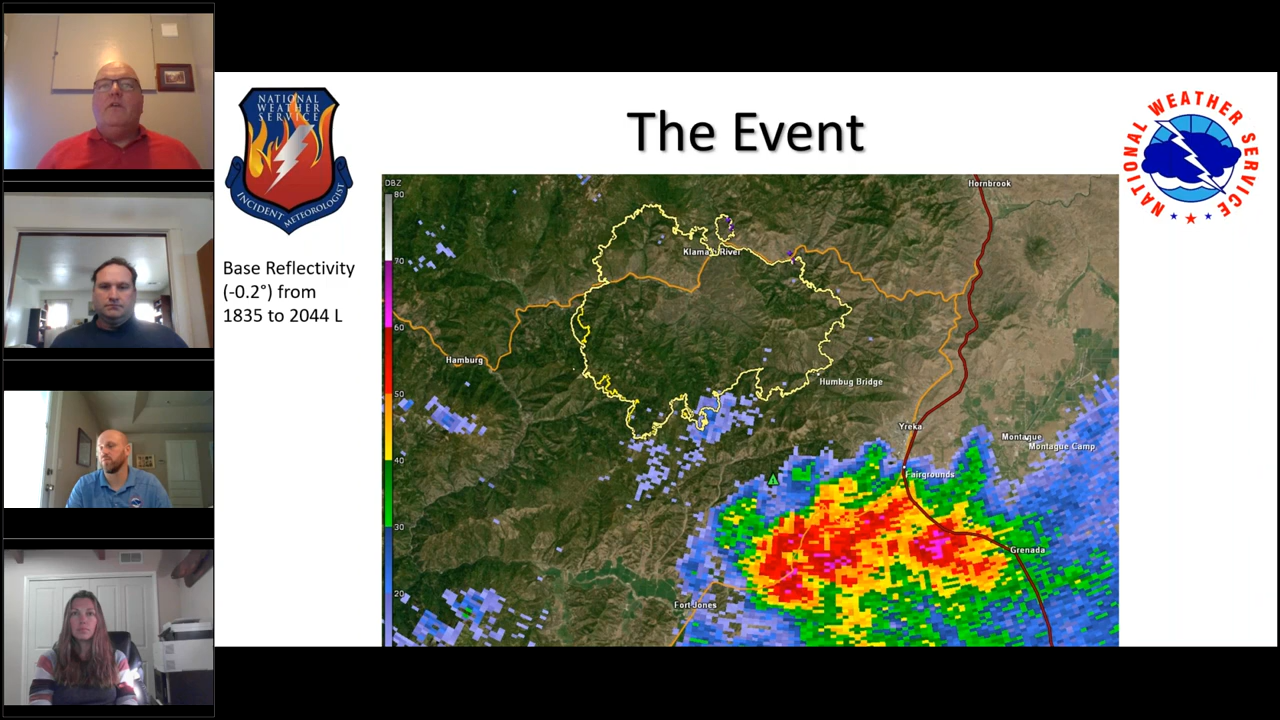 NATIONAL
WEATHER
SERVICE
INCIDENT METEOROLOGIST
The Event
NATIONAL WEATHER SERVICE
Base Reflectivity
(-0.2°) from
1835 to 2044 L
DBZ
80
70
60
50
40
30
20
Hornbrook
Klamath River
Hamburg
Humbug Bridge
Yreka
Montague
Montague Camp
Fairgrounds
Grenada
Fort Jones